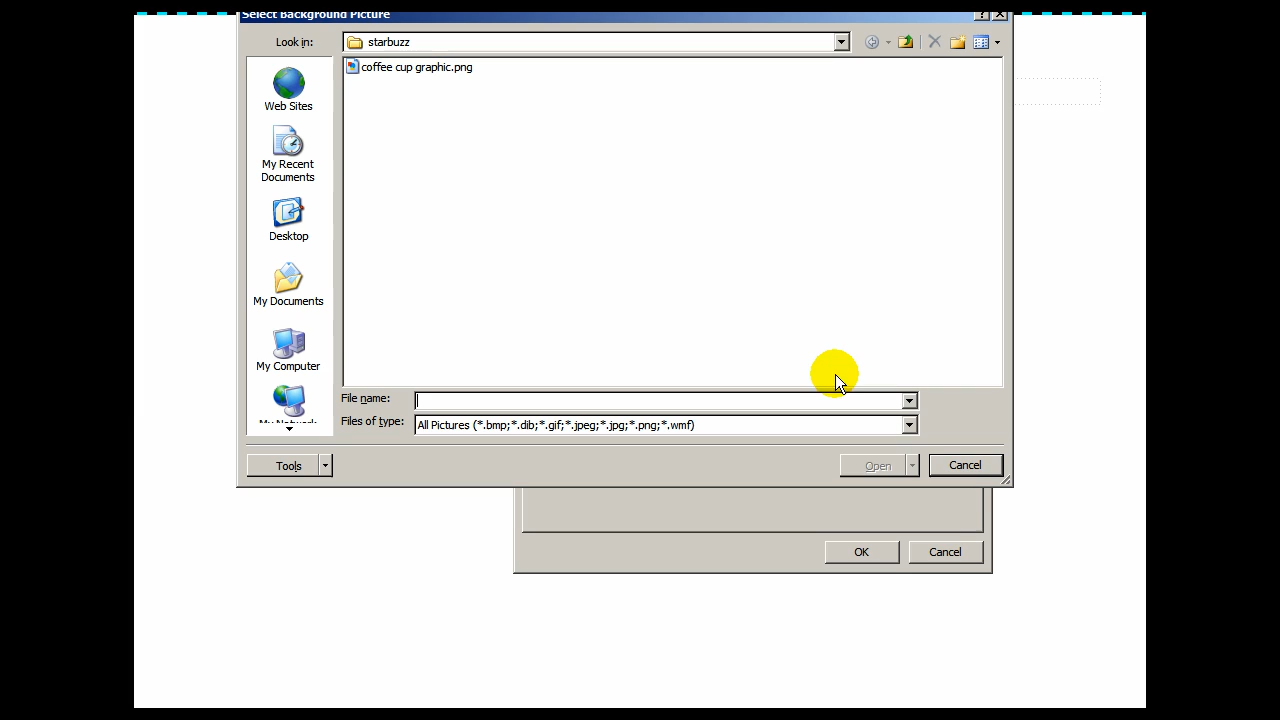 Select Background Picture
Look in:
starbuzz
coffee cup graphic.png
Web Sites
My Recent
Documents
Desktop
My Documents
My Computer
My Network
File name:
Files of type:
All Pictures (*.bmp;*.dib;*.gif;*.jpeg;*.jpg;*.png;*.wmf)
Tools
Open
Cancel
OK
Cancel